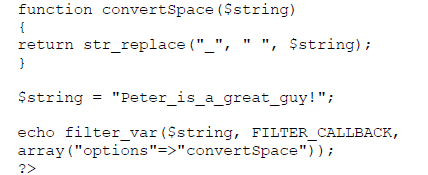 function convertSpace($string)
{
return str_replace("_", " ", $string);
}
$string = "Peter_is_a_great_guy!";
echo filter_var($string, FILTER_CALLBACK,
array("options"=>"convertSpace"));
?>